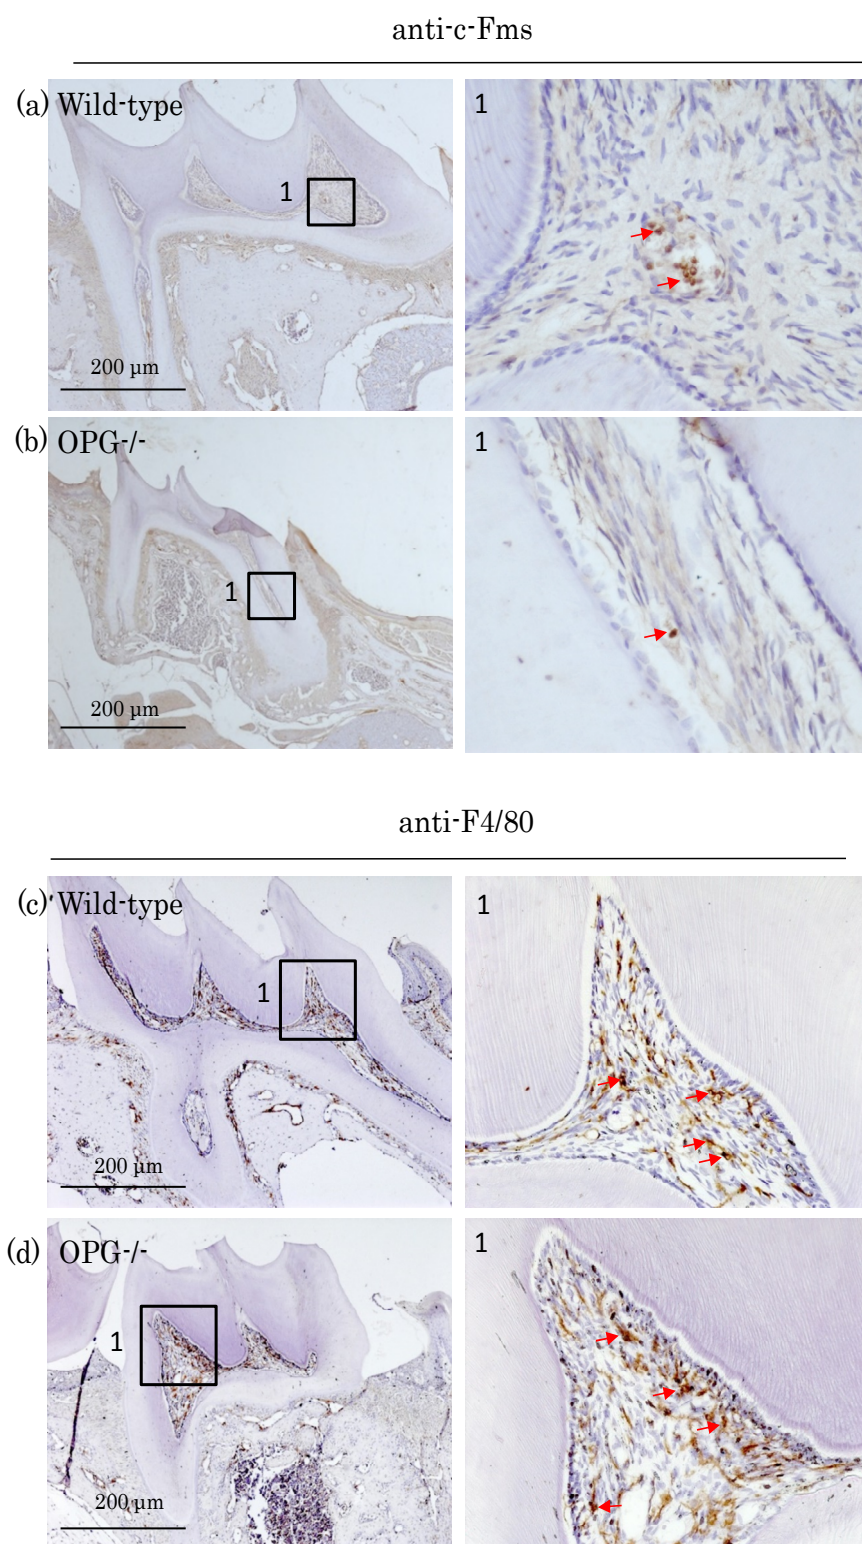 anti-c-Fms
(a) Wild-type
1
1
200 µm
(b) OPG-/-
1
1
200 µm
anti-F4/80
(c) Wild-type
1
1
200 µm
(d) OPG-/-
1
1
200 µm